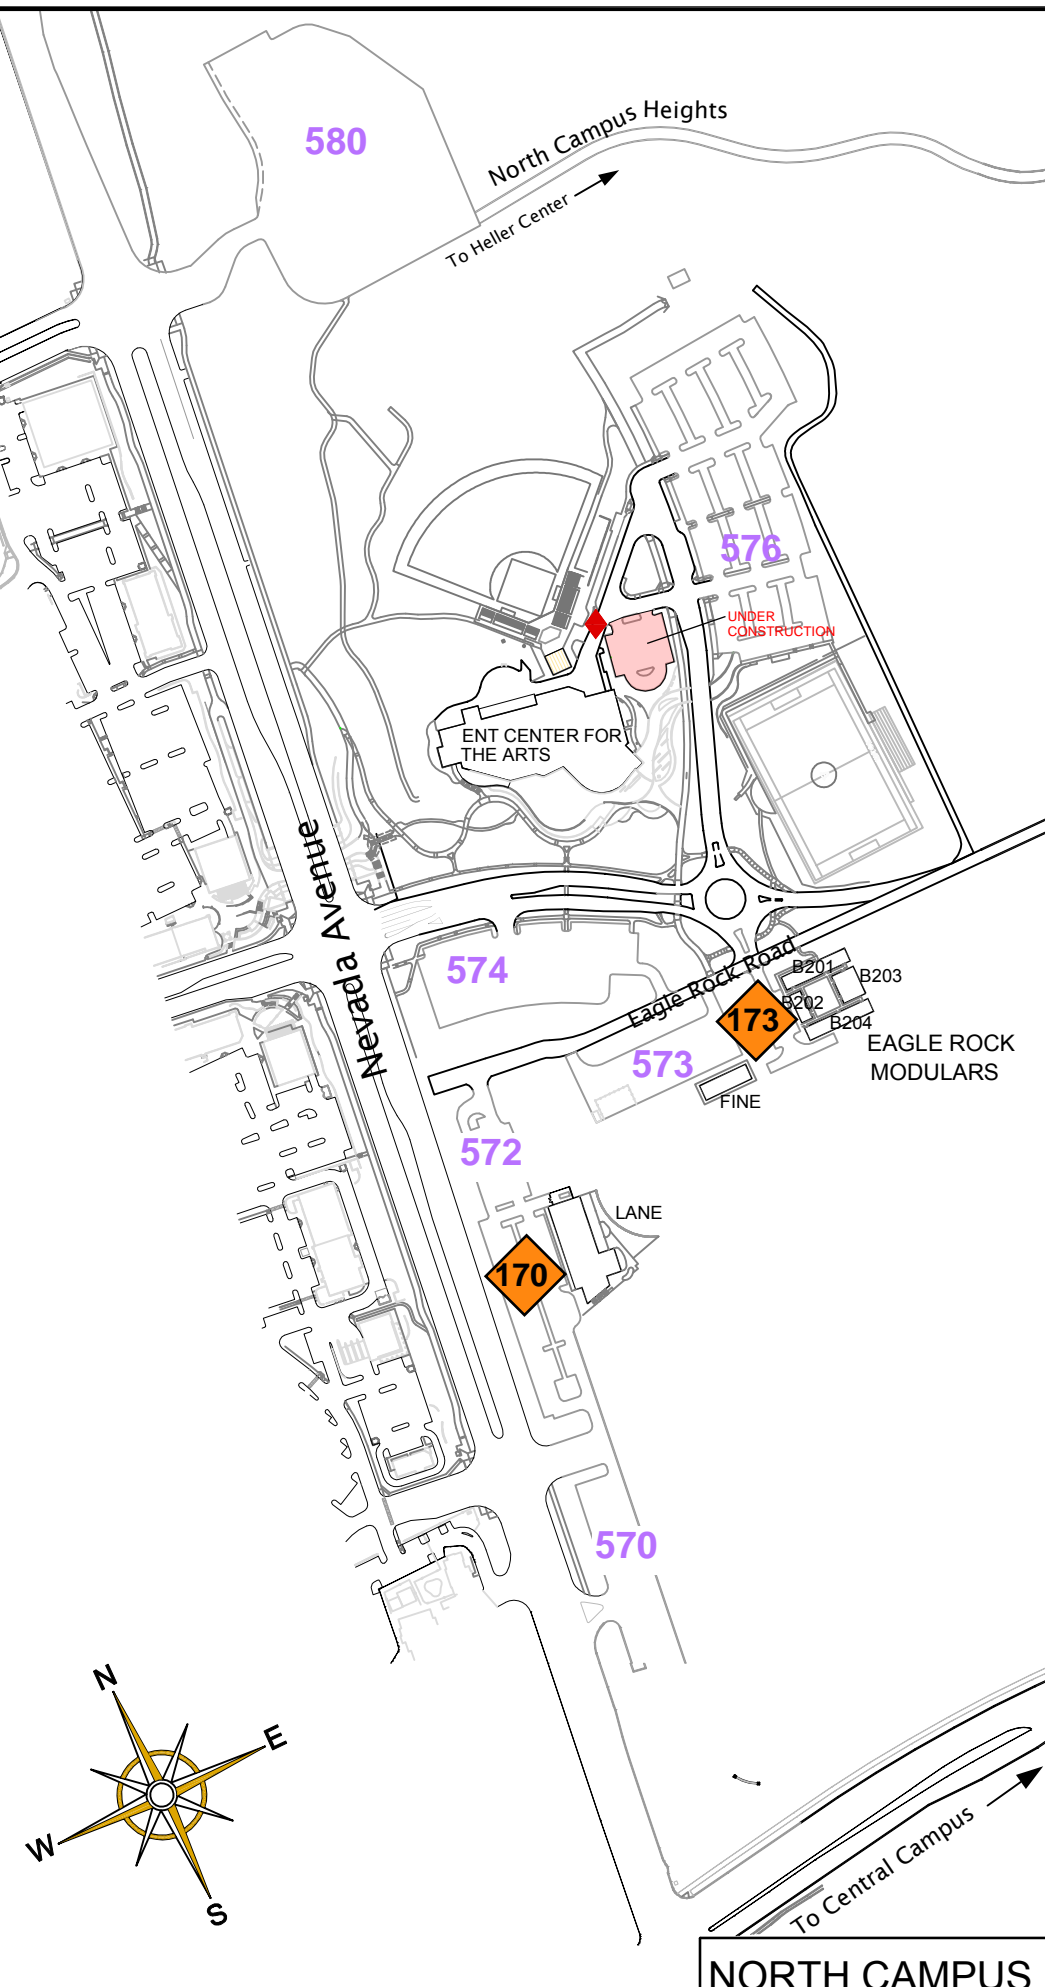 580
North Campus Heights
To Heller Center
576
UNDER
CONSTRUCTION
ENT CENTER FOR
THE ARTS
Nevada Avenue
574
Eagle Rock Road
B201
B203
B202
B204
173
EAGLE ROCK
MODULARS
573
FINE
572
LANE
170
570
N
E
W
S
To Central Campus
NORTH CAMPUS